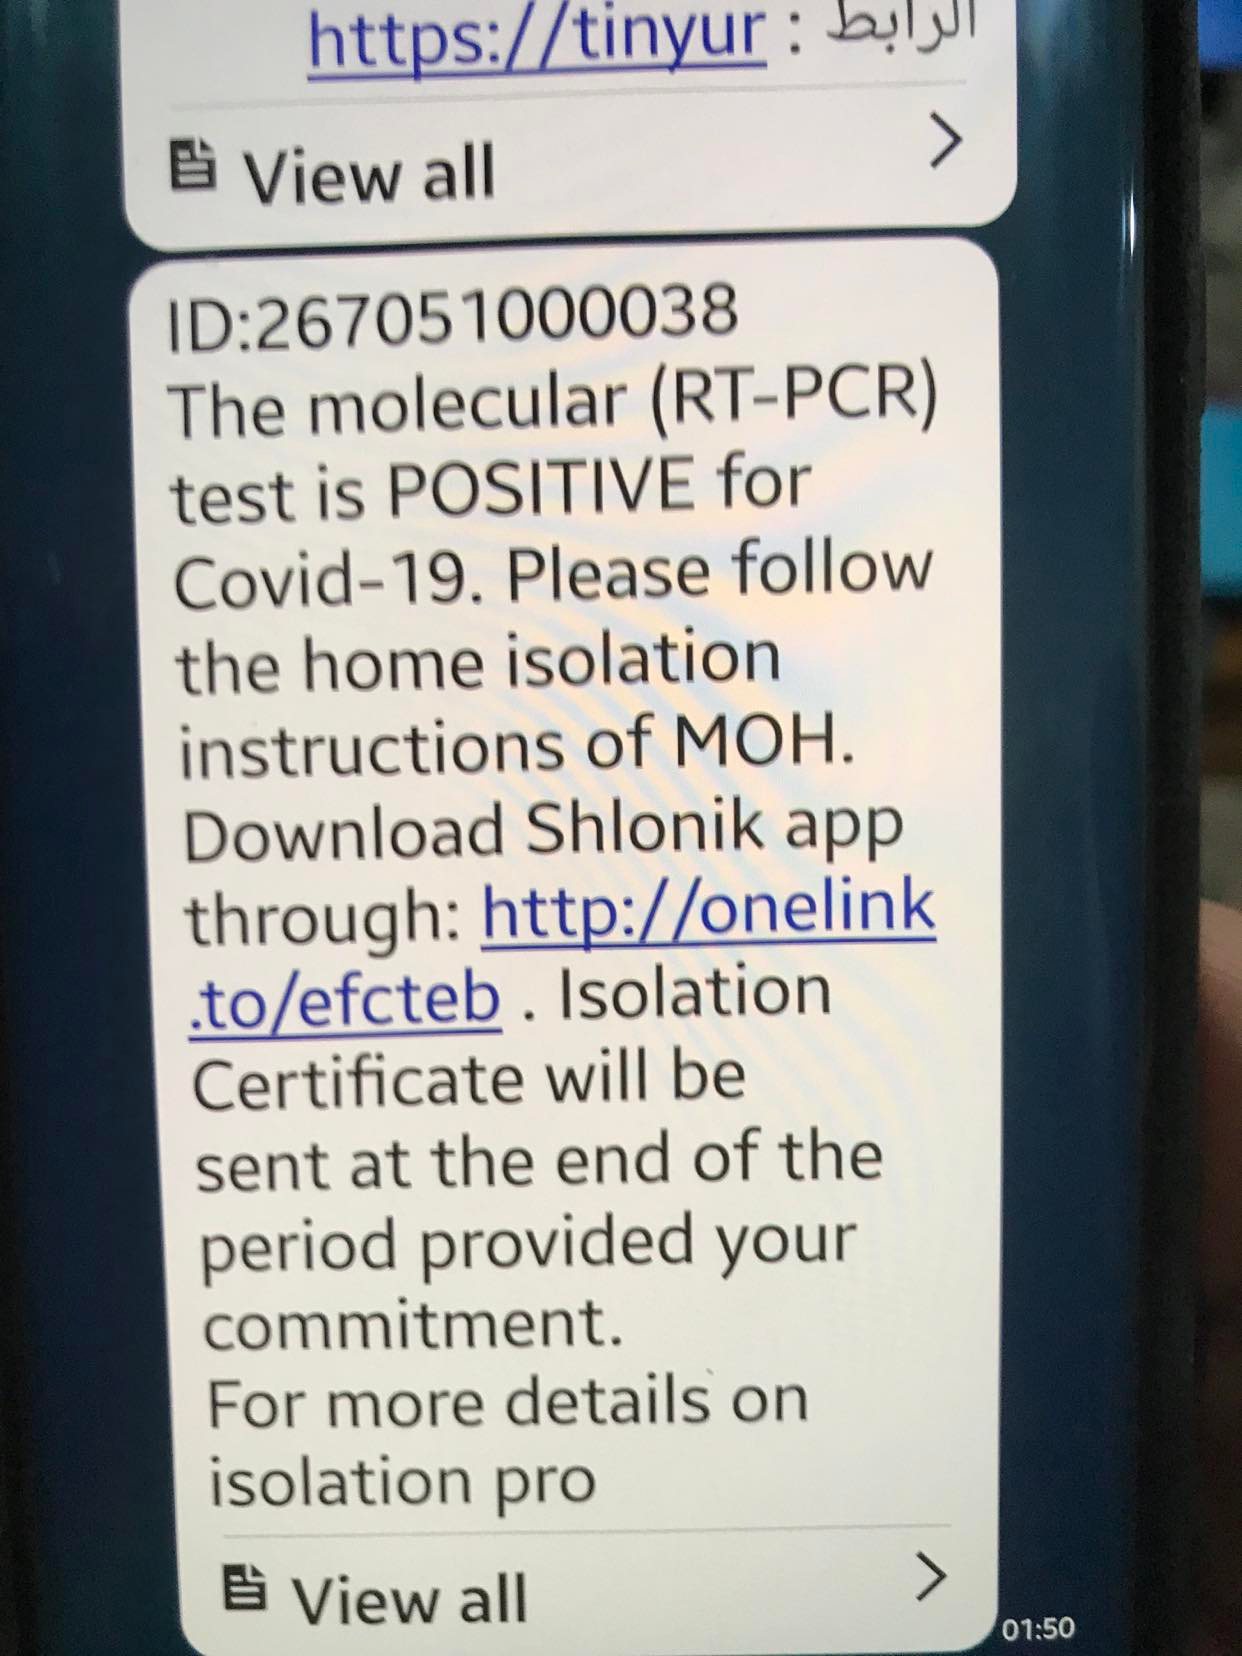 الرابط : https://tinyur
View all
ID:267051000038
The molecular (RT-PCR)
test is POSITIVE for
Covid-19. Please follow
the home isolation
instructions of MOH.
Download Shlonik app
through: http://onelink
.to/efcteb . Isolation
Certificate will be
sent at the end of the
period provided your
commitment.
For more details on
isolation pro
View all
01:50